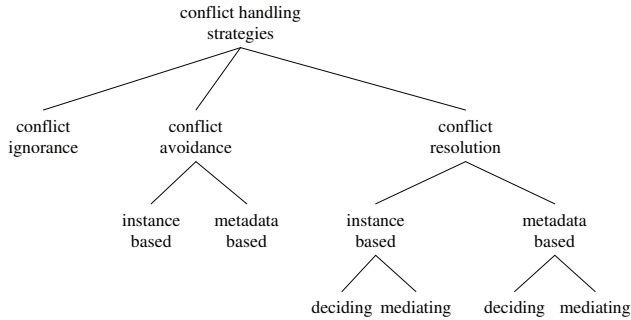 conflict handling
strategies
conflict
ignorance
conflict
avoidance
conflict
resolution
instance
based
metadata
based
instance
based
metadata
based
deciding mediating
deciding mediating